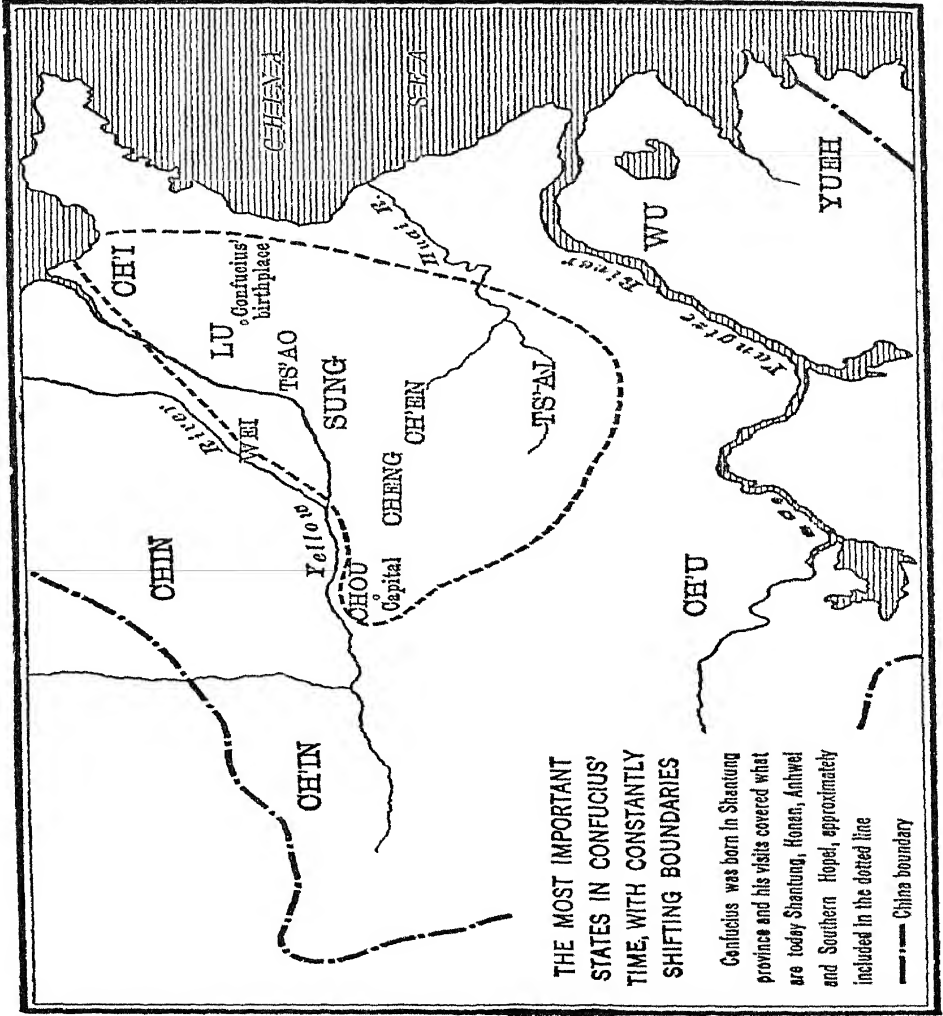 CHINA SEA
CH'I
LU
Confucius'
birthplace
TS'AO
SUNG
WEI
Yellow River
CHIN
CH'IN
CHOU
Capital
CHENG
CH'EN
TS'AI
Huai R.
WU
YUEH
Yangtse River
CH'U
THE MOST IMPORTANT
STATES IN CONFUCIUS'
TIME, WITH CONSTANTLY
SHIFTING BOUNDARIES
Confucius was born in Shantung
province and his visits covered what
are today Shantung, Honan, Anhwei
and Southern Hopei, approximately
included in the dotted line
China boundary